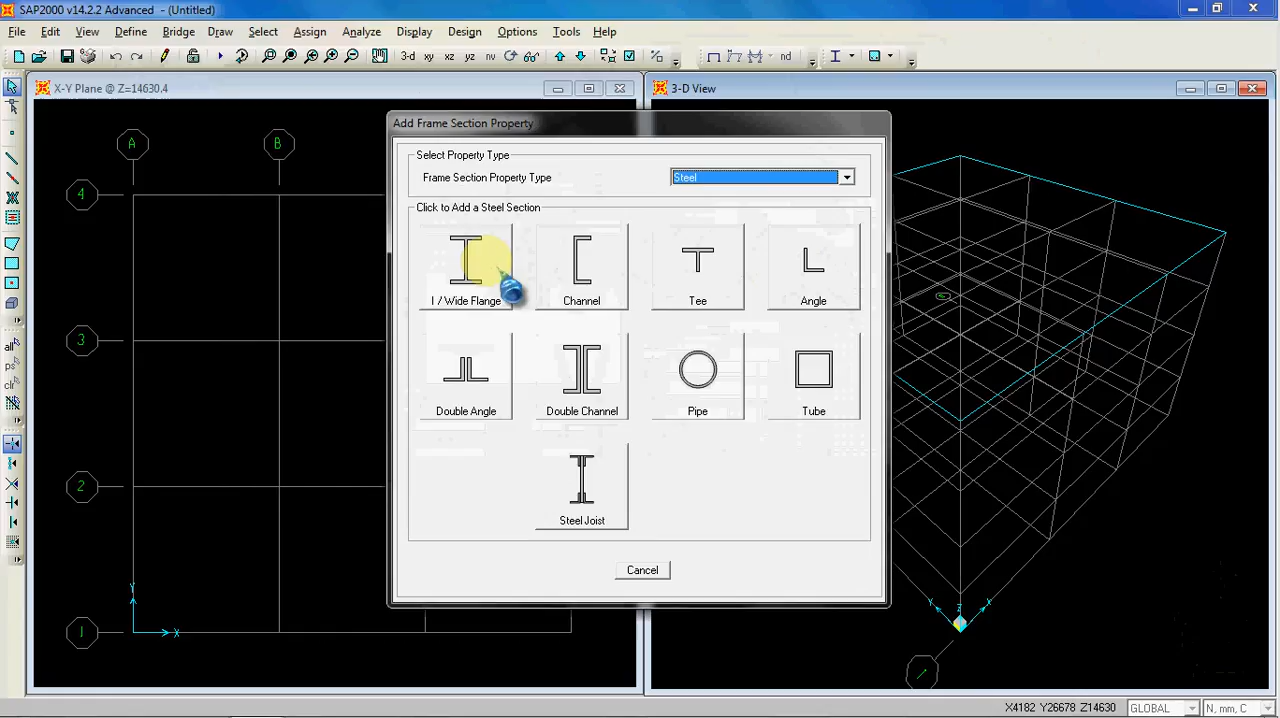 SAP2000 v14.2.2 Advanced - (Untitled)
File Edit View Define Bridge Draw Select Assign Analyze Display Design Options Tools Help
3-d xy xz yz nv nd
X-Y Plane @ Z=14630.4
3-D View
Add Frame Section Property
Select Property Type
Frame Section Property Type Steel
Click to Add a Steel Section
I / Wide Flange Channel Tee Angle
Double Angle Double Channel Pipe Tube
Steel Joist
Cancel
A B
4
3
2
1
Y
X
Y Z X
all
ps
clr
X4182 Y26678 Z14630 GLOBAL N, mm, C